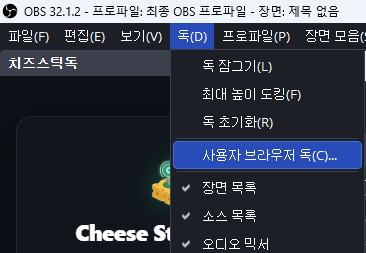 OBS 32.1.2 - 프로파일: 최종 OBS 프로파일 - 장면: 제목 없음
파일(F) 편집(E) 보기(V) 독(D) 프로파일(P) 장면 모음(S
치즈스틱독
독 잠그기(L)
최대 높이 도킹(F)
독 초기화(R)
사용자 브라우저 독(C)...
장면 목록
소스 목록
오디오 믹서
Cheese St